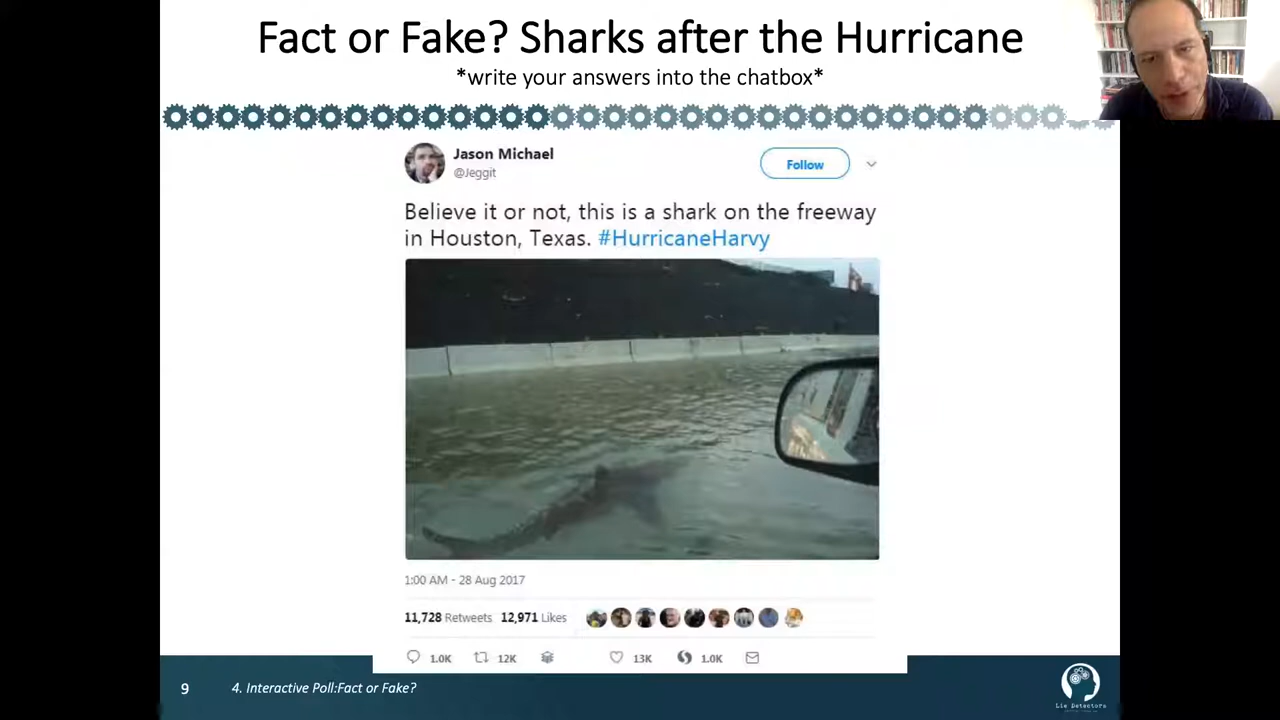 Fact or Fake? Sharks after the Hurricane
*write your answers into the chatbox*
Jason Michael
@Jeggit
Follow
Believe it or not, this is a shark on the freeway
in Houston, Texas. #HurricaneHarvy
1:00 AM - 28 Aug 2017
11,728 Retweets 12,971 Likes
1.0K 12K 13K 1.0K
9 4. Interactive Poll:Fact or Fake?
Lie Detectors